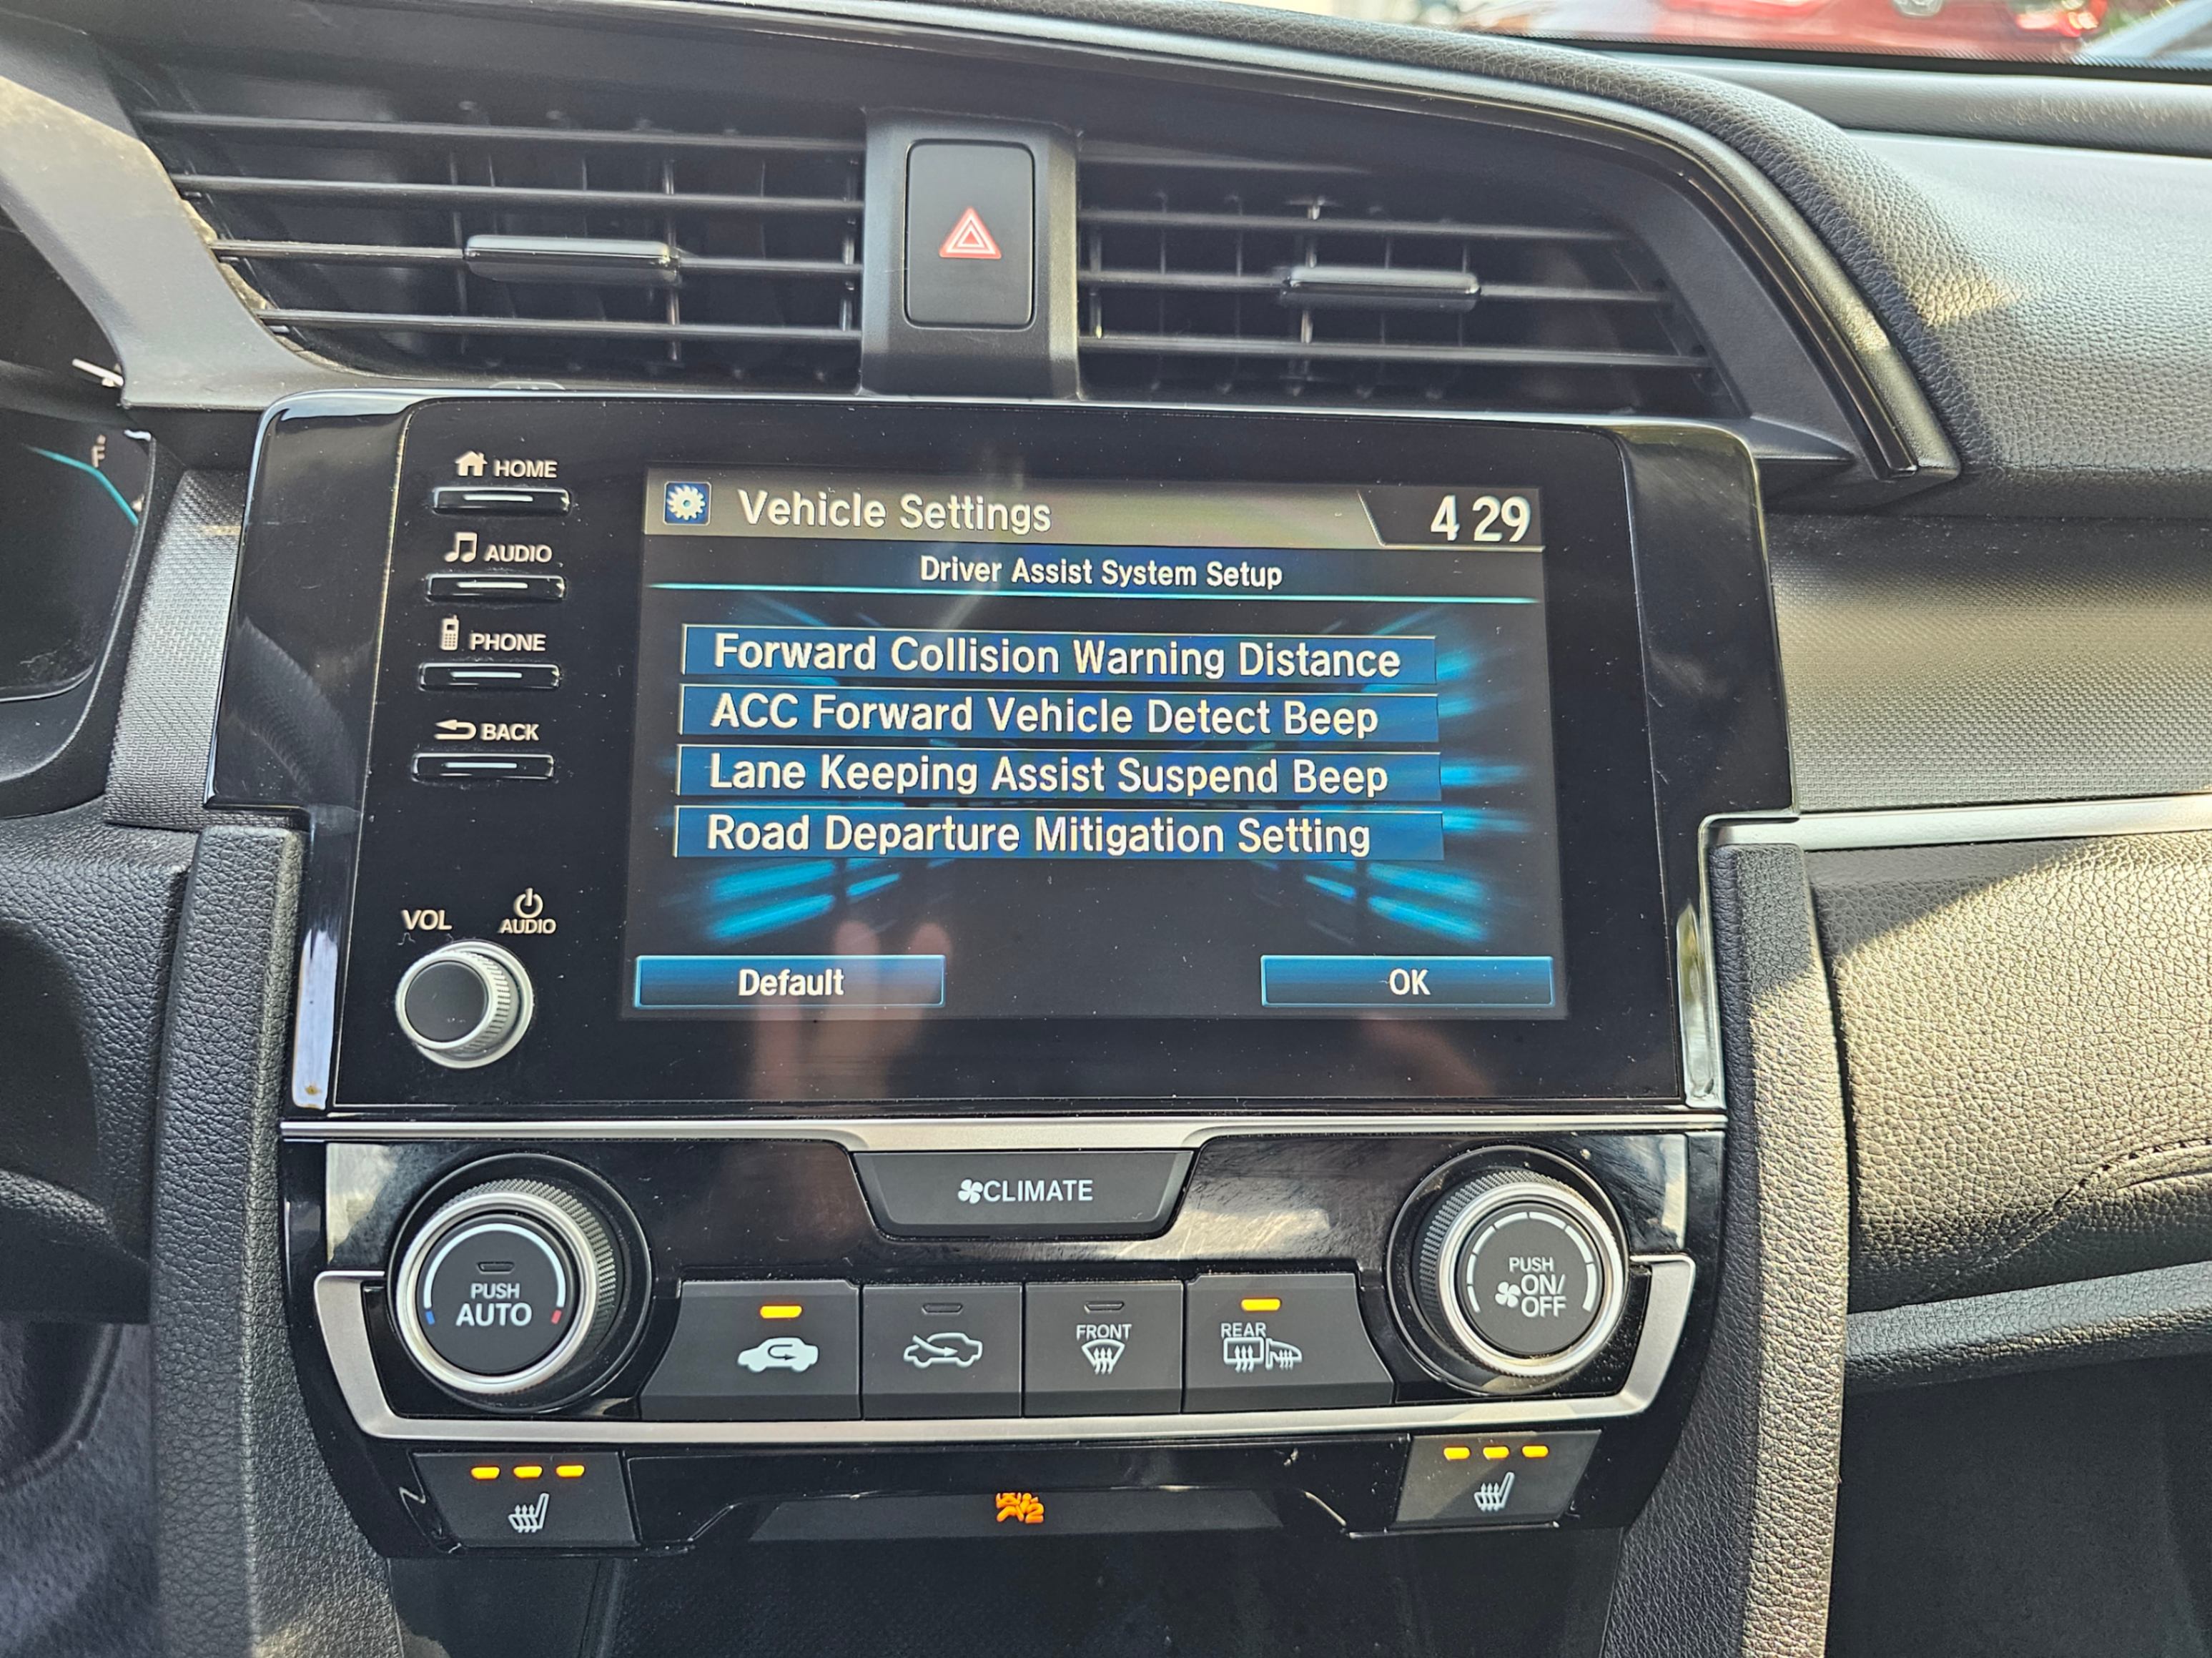 F
HOME
AUDIO
PHONE
BACK
VOL
AUDIO
Vehicle Settings
4 29
Driver Assist System Setup
Forward Collision Warning Distance
ACC Forward Vehicle Detect Beep
Lane Keeping Assist Suspend Beep
Road Departure Mitigation Setting
Default
OK
CLIMATE
PUSH
AUTO
FRONT
REAR
PUSH
ON/
OFF